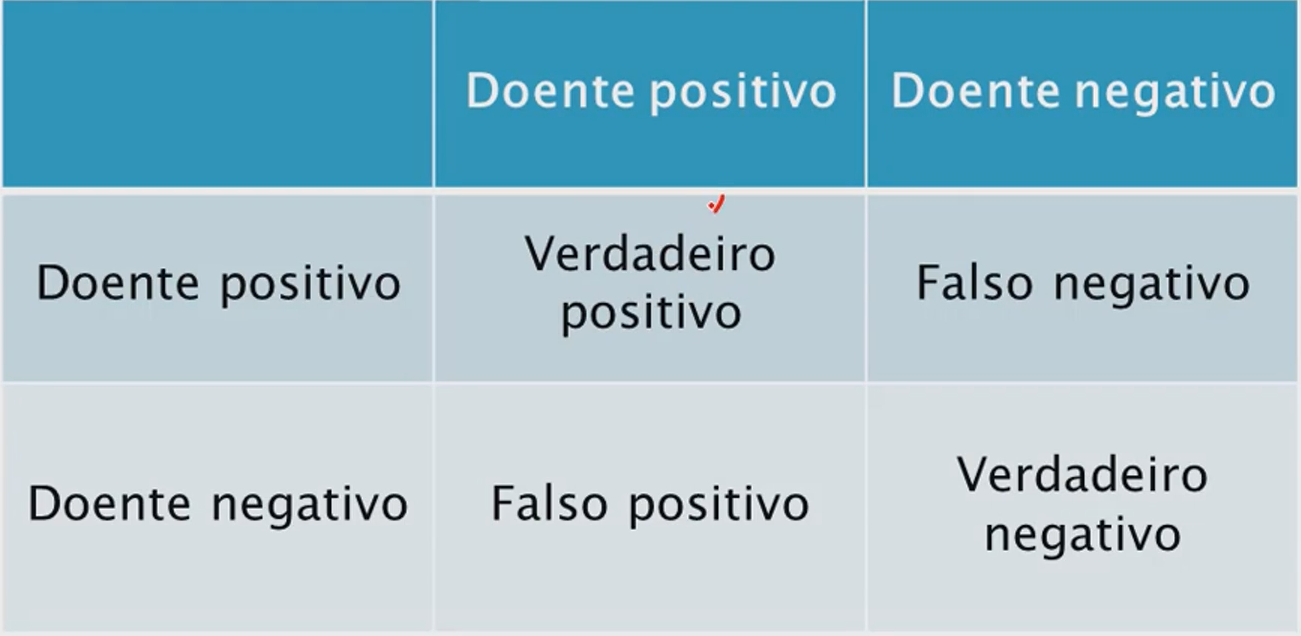 Doente positivo Doente negativo
Doente positivo
Verdadeiro
positivo
Falso negativo
Doente negativo
Falso positivo
Verdadeiro
negativo